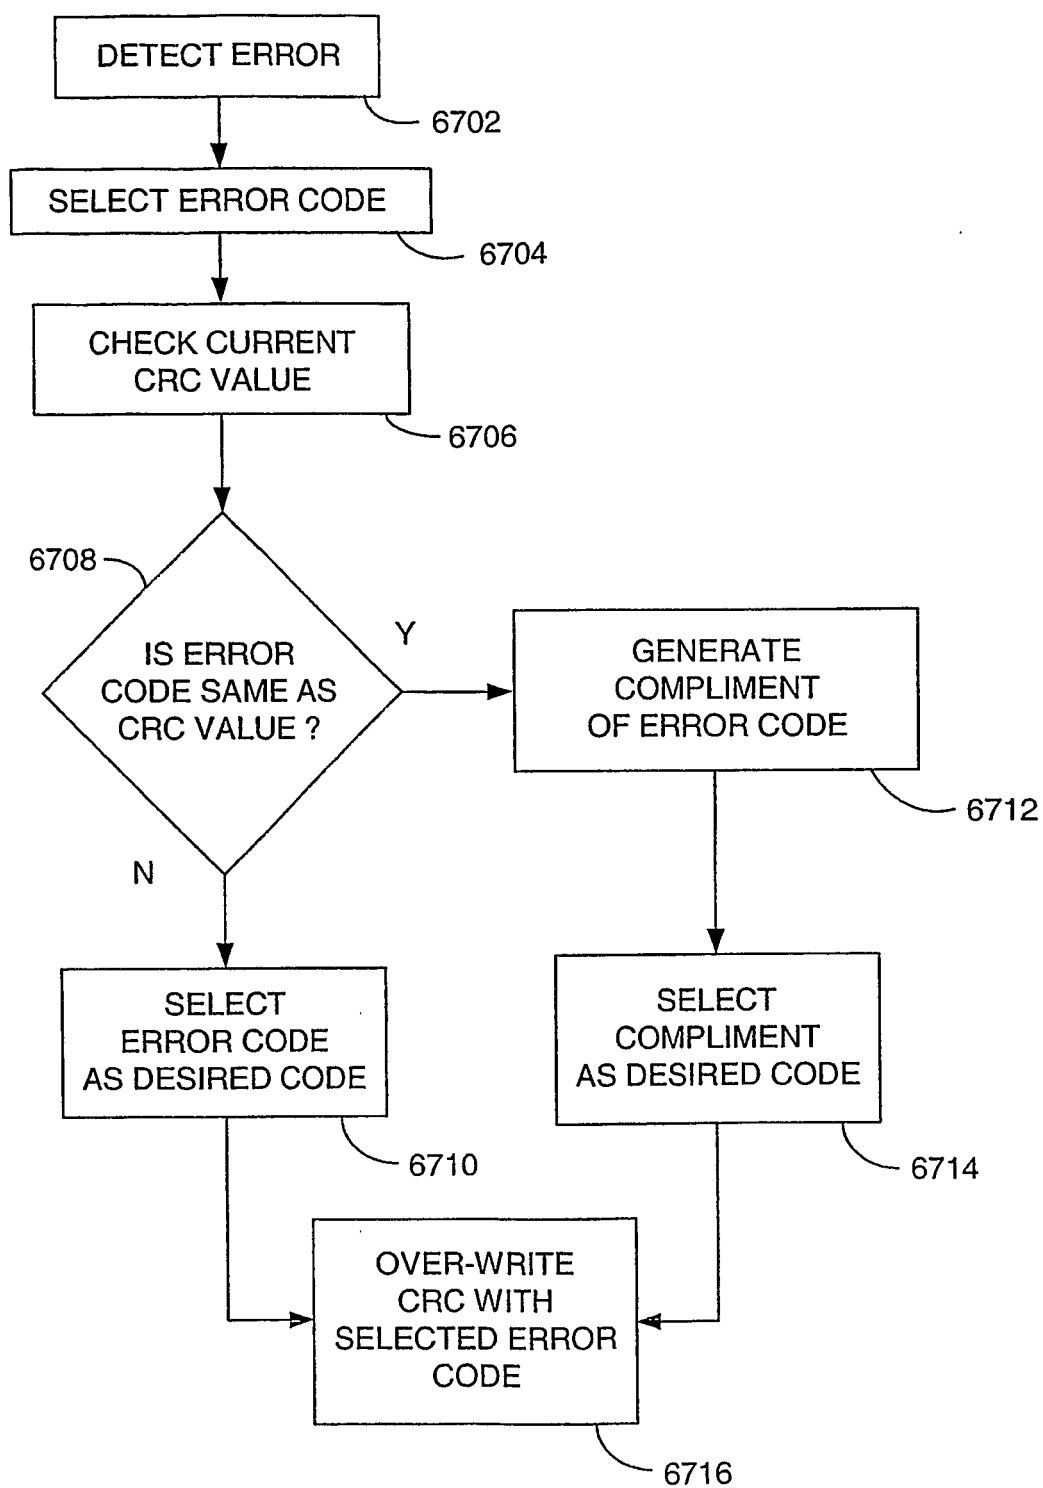 DETECT ERROR
6702
SELECT ERROR CODE
6704
CHECK CURRENT
CRC VALUE
6706
6708
IS ERROR
CODE SAME AS
CRC VALUE ?
Y
N
GENERATE
COMPLIMENT
OF ERROR CODE
6712
SELECT
ERROR CODE
AS DESIRED CODE
6710
SELECT
COMPLIMENT
AS DESIRED CODE
6714
OVER-WRITE
CRC WITH
SELECTED ERROR
CODE
6716